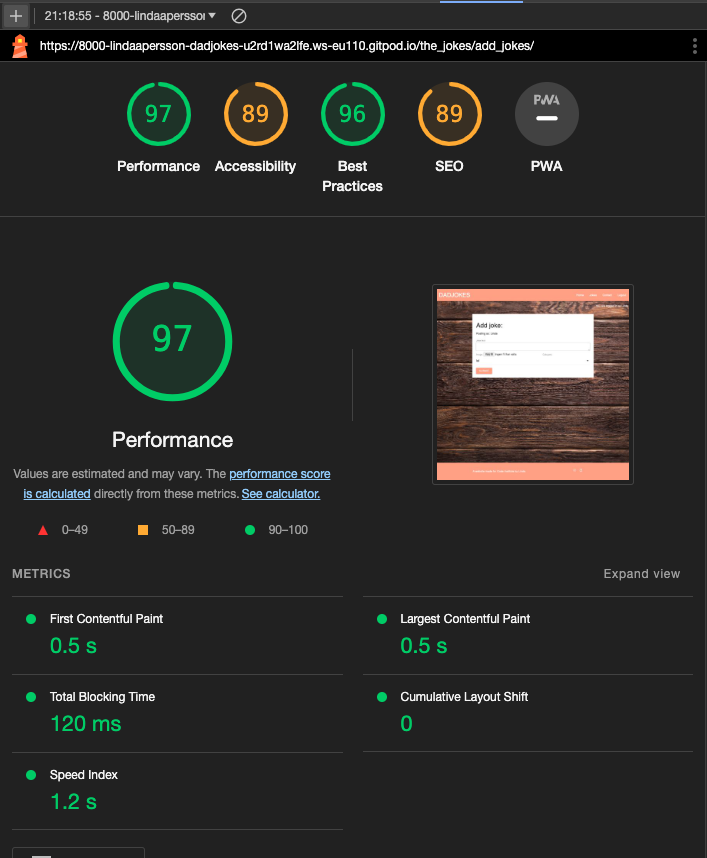 21:18:55 - 8000-lindaapersson
https://8000-lindaapersson-dadjokes-u2rd1wa2lfe.ws-eu110.gitpod.io/the_jokes/add_jokes/
97
89
96
89
PWA
Performance
Accessibility
Best
Practices
SEO
PWA
97
Performance
Values are estimated and may vary. The performance score
is calculated directly from these metrics. See calculator.
0–49
50–89
90–100
DADJOKES
Add joke:
METRICS
Expand view
First Contentful Paint
0.5 s
Largest Contentful Paint
0.5 s
Total Blocking Time
120 ms
Cumulative Layout Shift
0
Speed Index
1.2 s